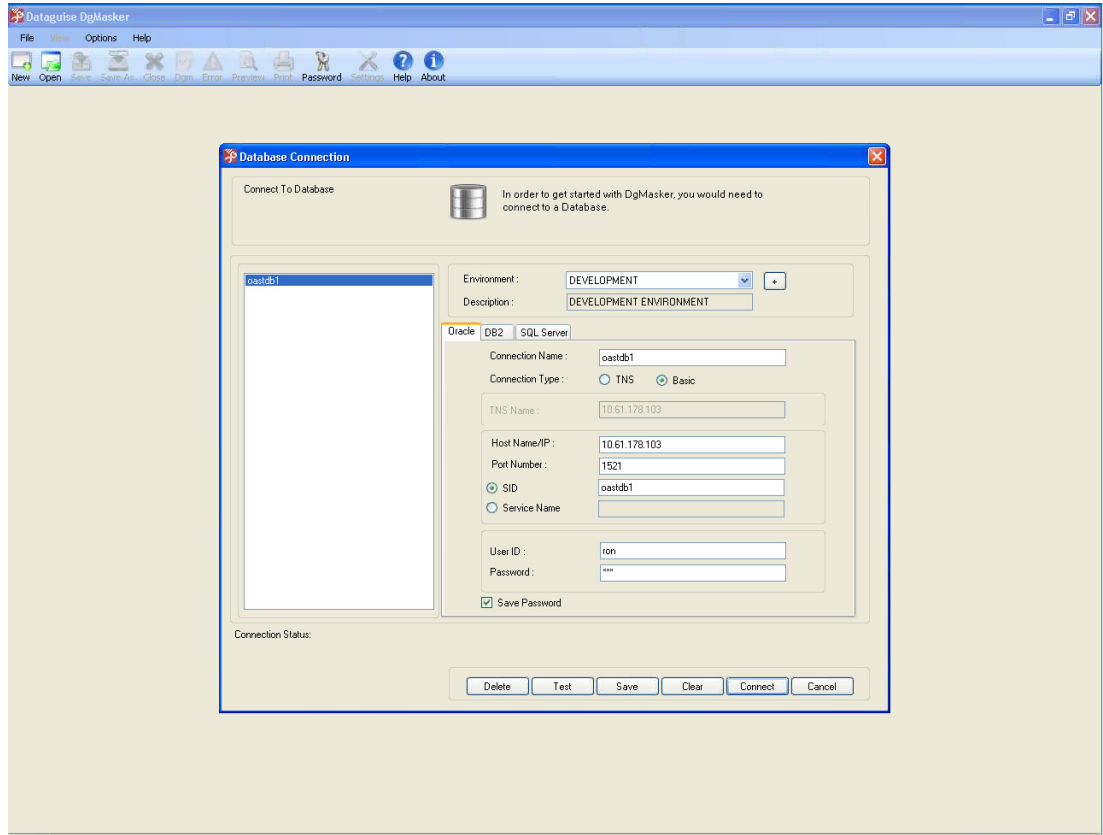 Dataguise DgMasker
File View Options Help
New Open Save Save As Close Dgm Error Preview Print Password Settings Help About
Database Connection
Connect To Database
In order to get started with DgMasker, you would need to
connect to a Database.
oastdb1
Environment : DEVELOPMENT +
Description : DEVELOPMENT ENVIRONMENT
Oracle DB2 SQL Server
Connection Name : oastdb1
Connection Type : TNS Basic
TNS Name : 10.61.178.103
Host Name/IP : 10.61.178.103
Port Number : 1521
SID oastdb1
Service Name
User ID : ron
Password : ***
Save Password
Connection Status:
Delete Test Save Clear Connect Cancel